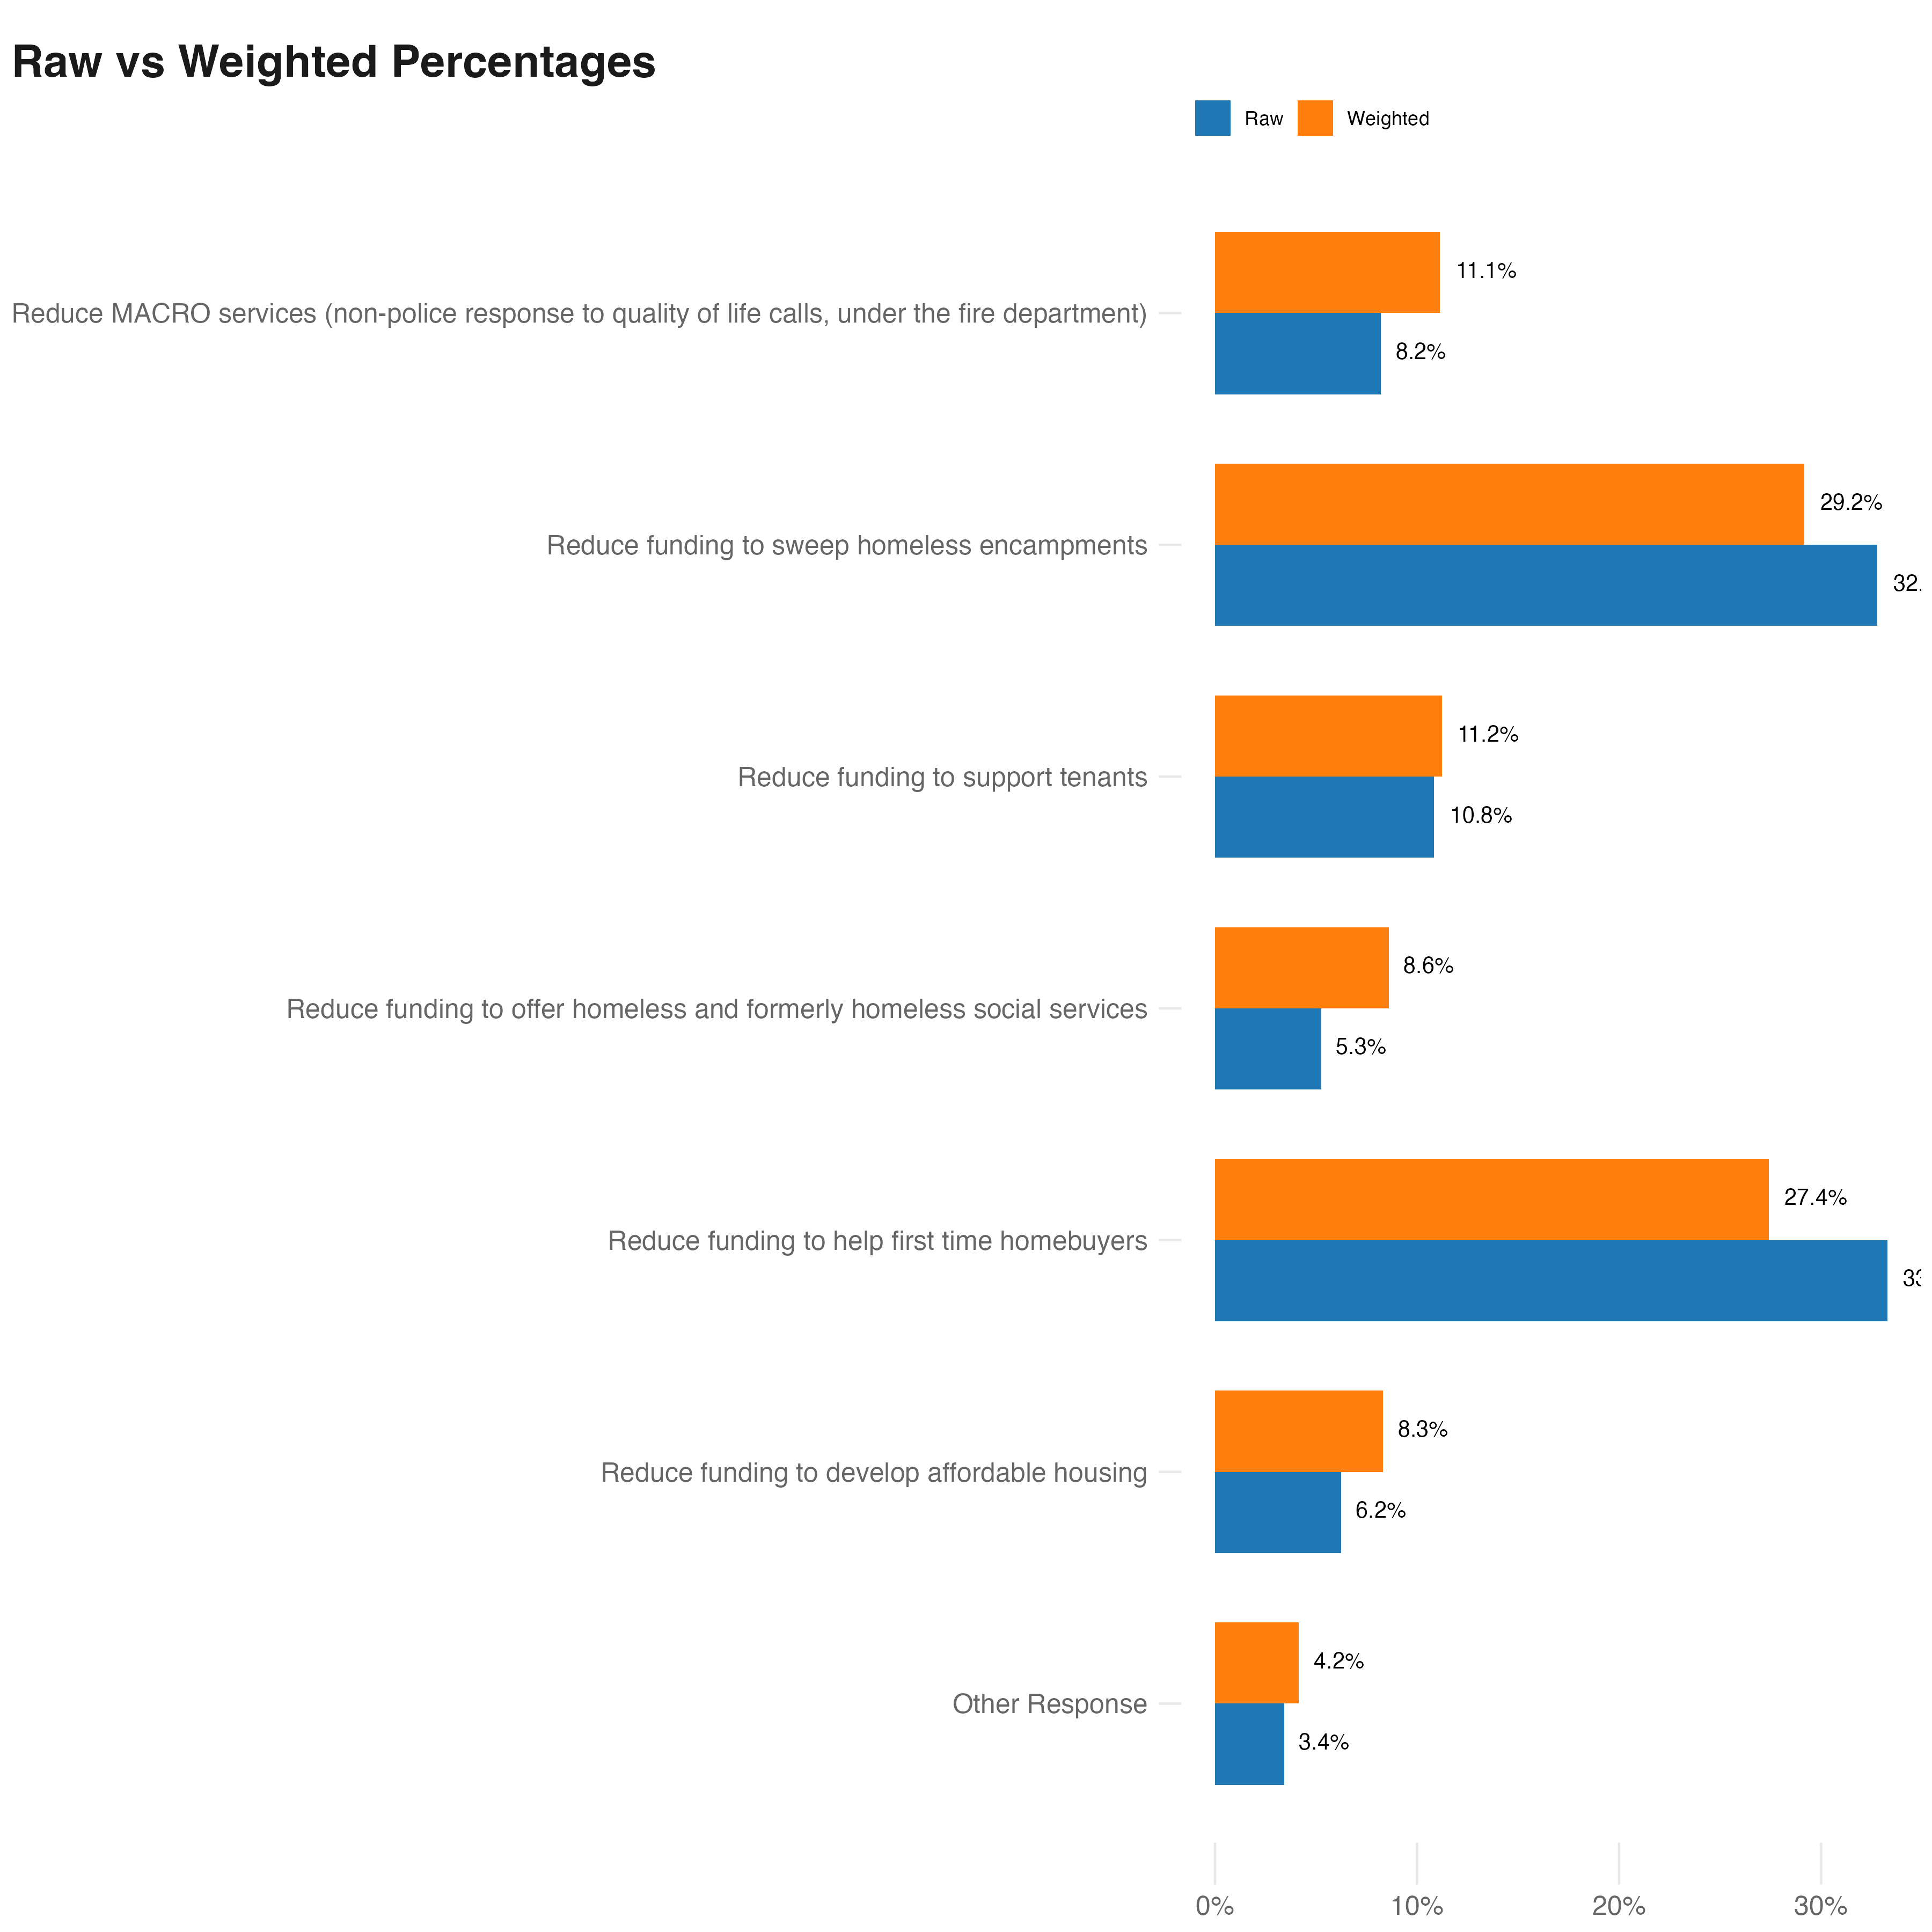 Raw vs Weighted Percentages
Raw Weighted
Reduce MACRO services (non-police response to quality of life calls, under the fire department)
11.1%
8.2%
Reduce funding to sweep homeless encampments
29.2%
32.
Reduce funding to support tenants
11.2%
10.8%
Reduce funding to offer homeless and formerly homeless social services
8.6%
5.3%
Reduce funding to help first time homebuyers
27.4%
Reduce funding to develop affordable housing
8.3%
6.2%
Other Response
4.2%
3.4%
0% 10% 20% 30%